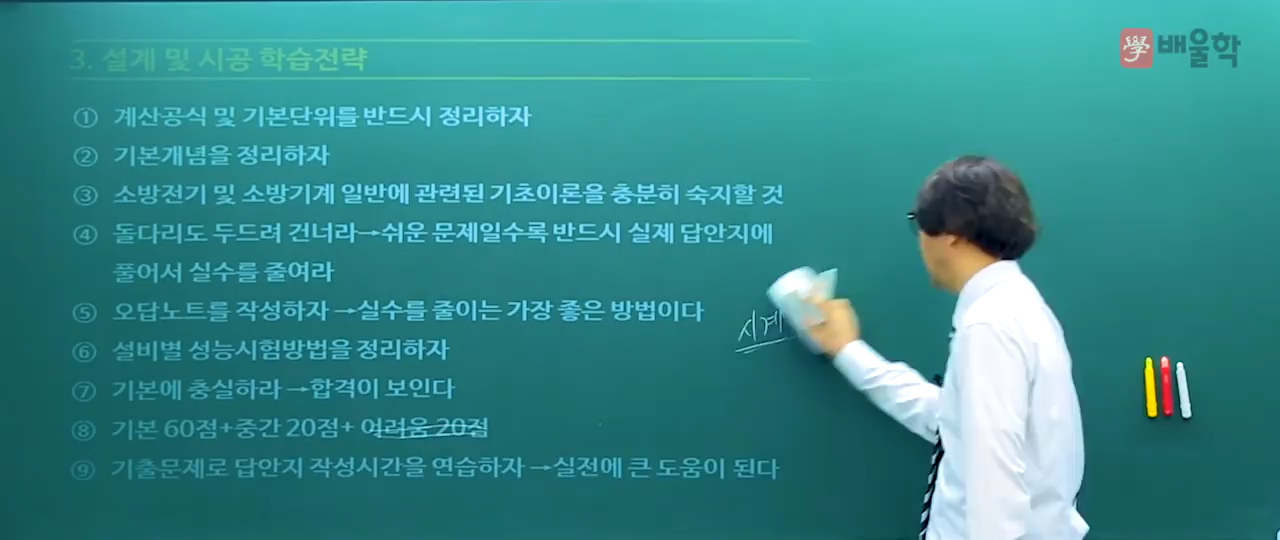 3. 설계 및 시공 학습전략
學 배울학
① 계산공식 및 기본단위를 반드시 정리하자
② 기본개념을 정리하자
③ 소방전기 및 소방기계 일반에 관련된 기초이론을 충분히 숙지할 것
④ 돌다리도 두드려 건너라→쉬운 문제일수록 반드시 실제 답안지에
풀어서 실수를 줄여라
⑤ 오답노트를 작성하자→실수를 줄이는 가장 좋은 방법이다
시계
⑥ 설비별 성능시험방법을 정리하자
⑦ 기본에 충실하라→합격이 보인다
⑧ 기본 60점+중간 20점+ 어려움 20점
⑨ 기출문제로 답안지 작성시간을 연습하자→실전에 큰 도움이 된다